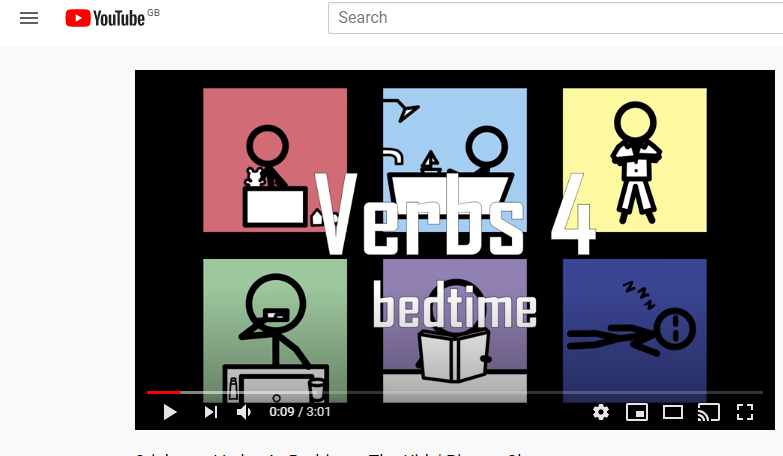 YouTube GB
Search
Verbs 4
bedtime
z z z
0:09 / 3:01